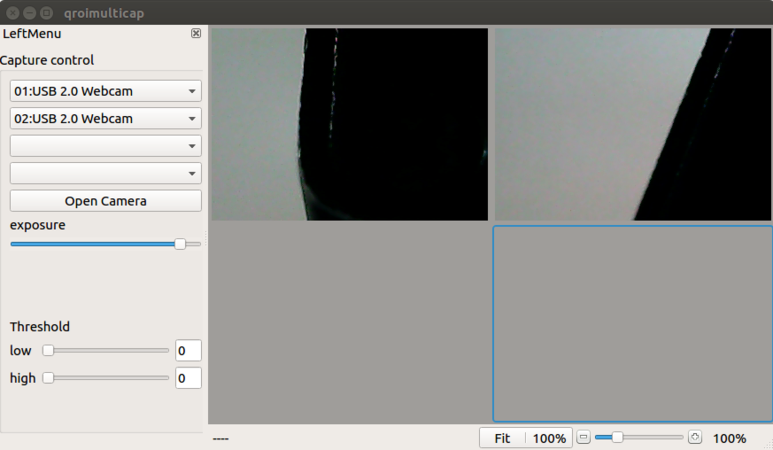 qroimulticap
LeftMenu
Capture control
01:USB 2.0 Webcam
02:USB 2.0 Webcam
Open Camera
exposure
Threshold
low 0
high 0
---- Fit 100% 100%